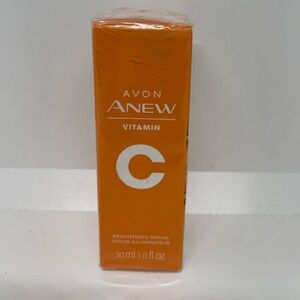 AVON
ANEW
VITAMIN
C
BRIGHTENING SERUM
SÉRUM ILLUMINATEUR
30 ml 1.0 fl.oz.